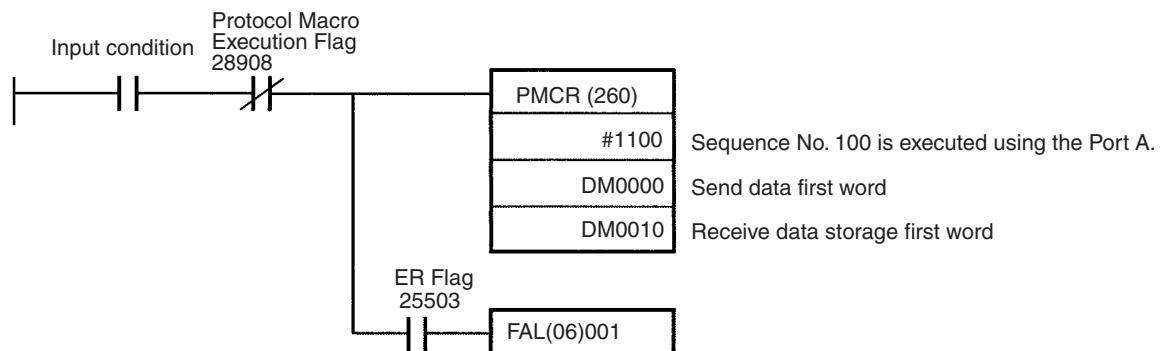 Protocol Macro
Input condition
Execution Flag
28908
PMCR (260)
#1100 Sequence No. 100 is executed using the Port A.
DM0000 Send data first word
DM0010 Receive data storage first word
ER Flag
25503
FAL(06)001